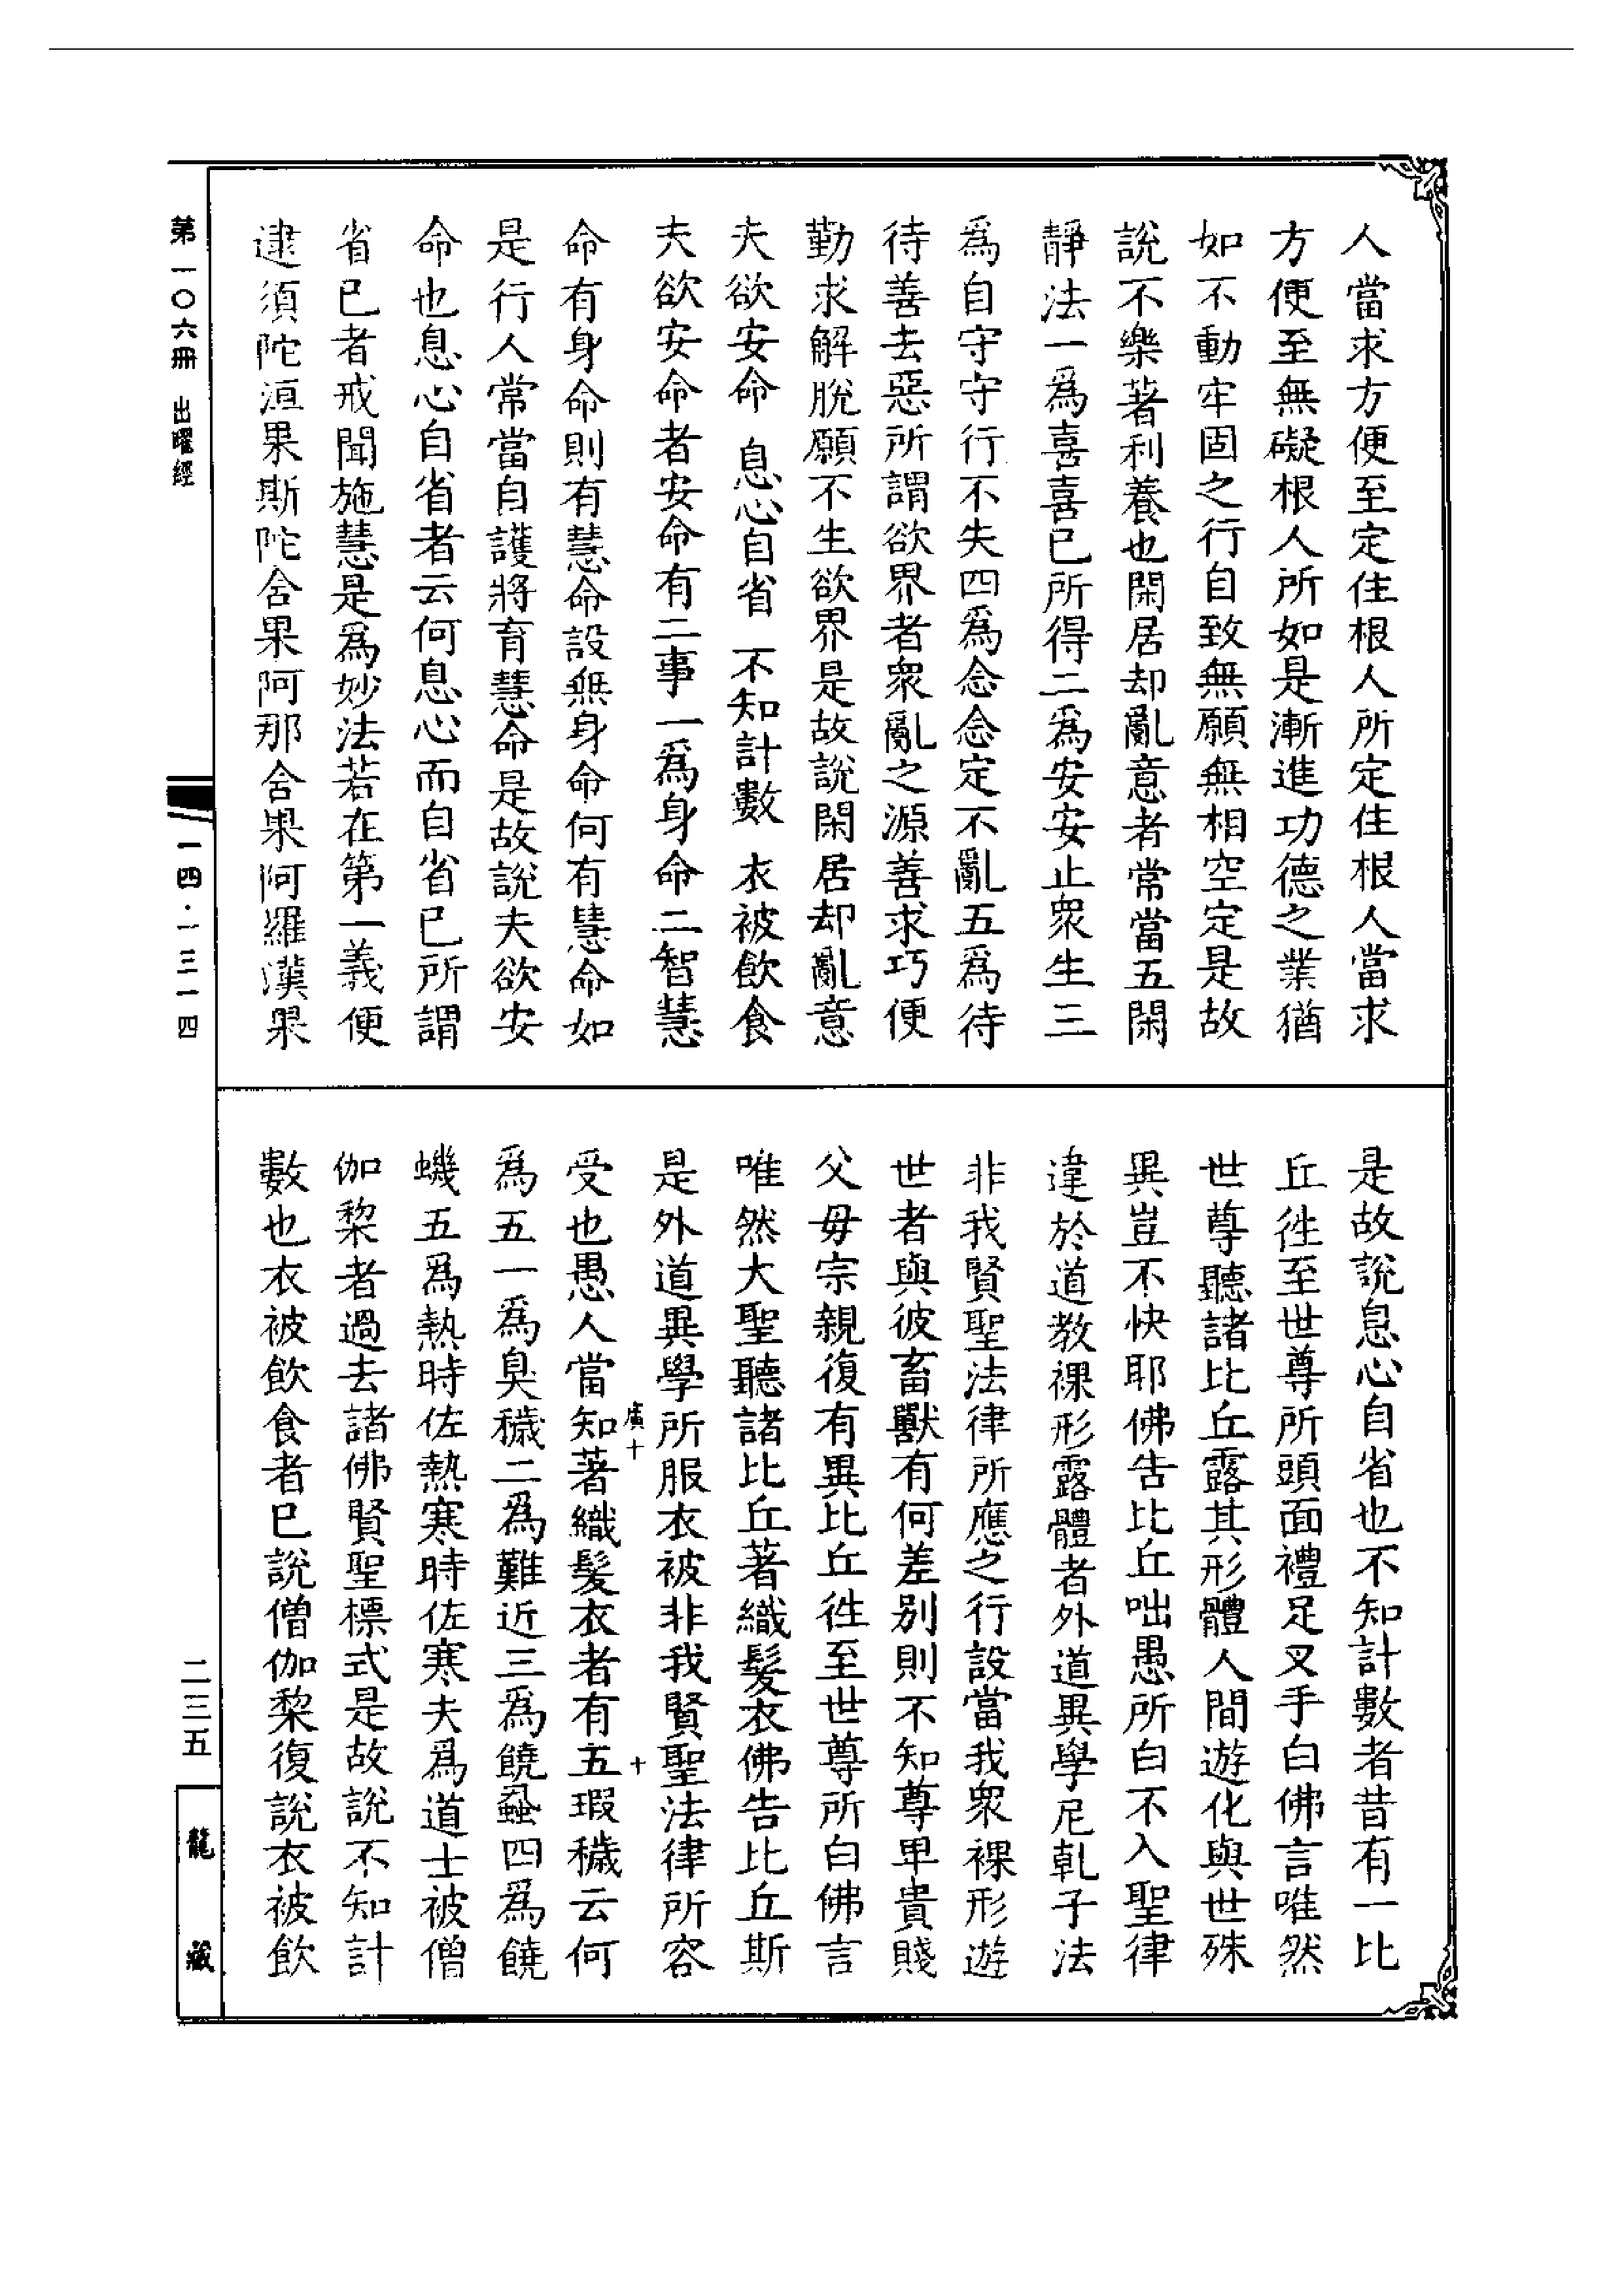 人當求方便至定住根人所定住根人當求
方便至無礙根人所如是漸進功德之業猶
如不動牢固之行自致無願無相空定是故
說不樂著利養也閑居却亂意者常當五閑
靜法一為喜喜已所得二為安安止眾生三
為自守守行不失四為念念定不亂五為待
待善去惡所謂欲界者眾亂之源善求巧便
勤求解脫願不生欲界是故說閑居却亂意
夫欲安命 息心自省 不知計數 衣被飲食
夫欲安命者安命有二事一為身命二智慧
命有身命則有慧命設無身命何有慧命如
是行人常當自護將育慧命是故說夫欲安
命也息心自省者云何息心而自省已所謂
省已者戒聞施慧是為妙法若在第一義便
逮須陀洹果斯陀含果阿那含果阿羅漢果
是故說息心自省也不知計數者昔有一比
丘往至世尊所頭面禮足叉手白佛言唯然
世尊聽諸比丘露其形體人間遊化與世殊
異豈不快耶佛告比丘咄愚所白不入聖律
違於道教裸形露體者外道異學尼乾子法
非我賢聖法律所應之行設當我眾裸形遊
世者與彼畜獸有何差別則不知尊卑貴賤
父母宗親復有異比丘往至世尊所白佛言
唯然大聖聽諸比丘著織髮衣佛告比丘斯
是外道異學所服衣被非我賢聖法律所容
廣十
十
受也愚人當知著織髮衣者有五瑕穢云何
為五一為臭穢二為難近三為饒蝨四為饒
蟣五為熱時佐熱寒時佐寒夫為道士被僧
伽梨者過去諸佛賢聖標式是故說不知計
數也衣被飲食者已說僧伽梨復說衣被飲
第一〇六冊 出曜經
一四·一三一四
二三五
龍藏